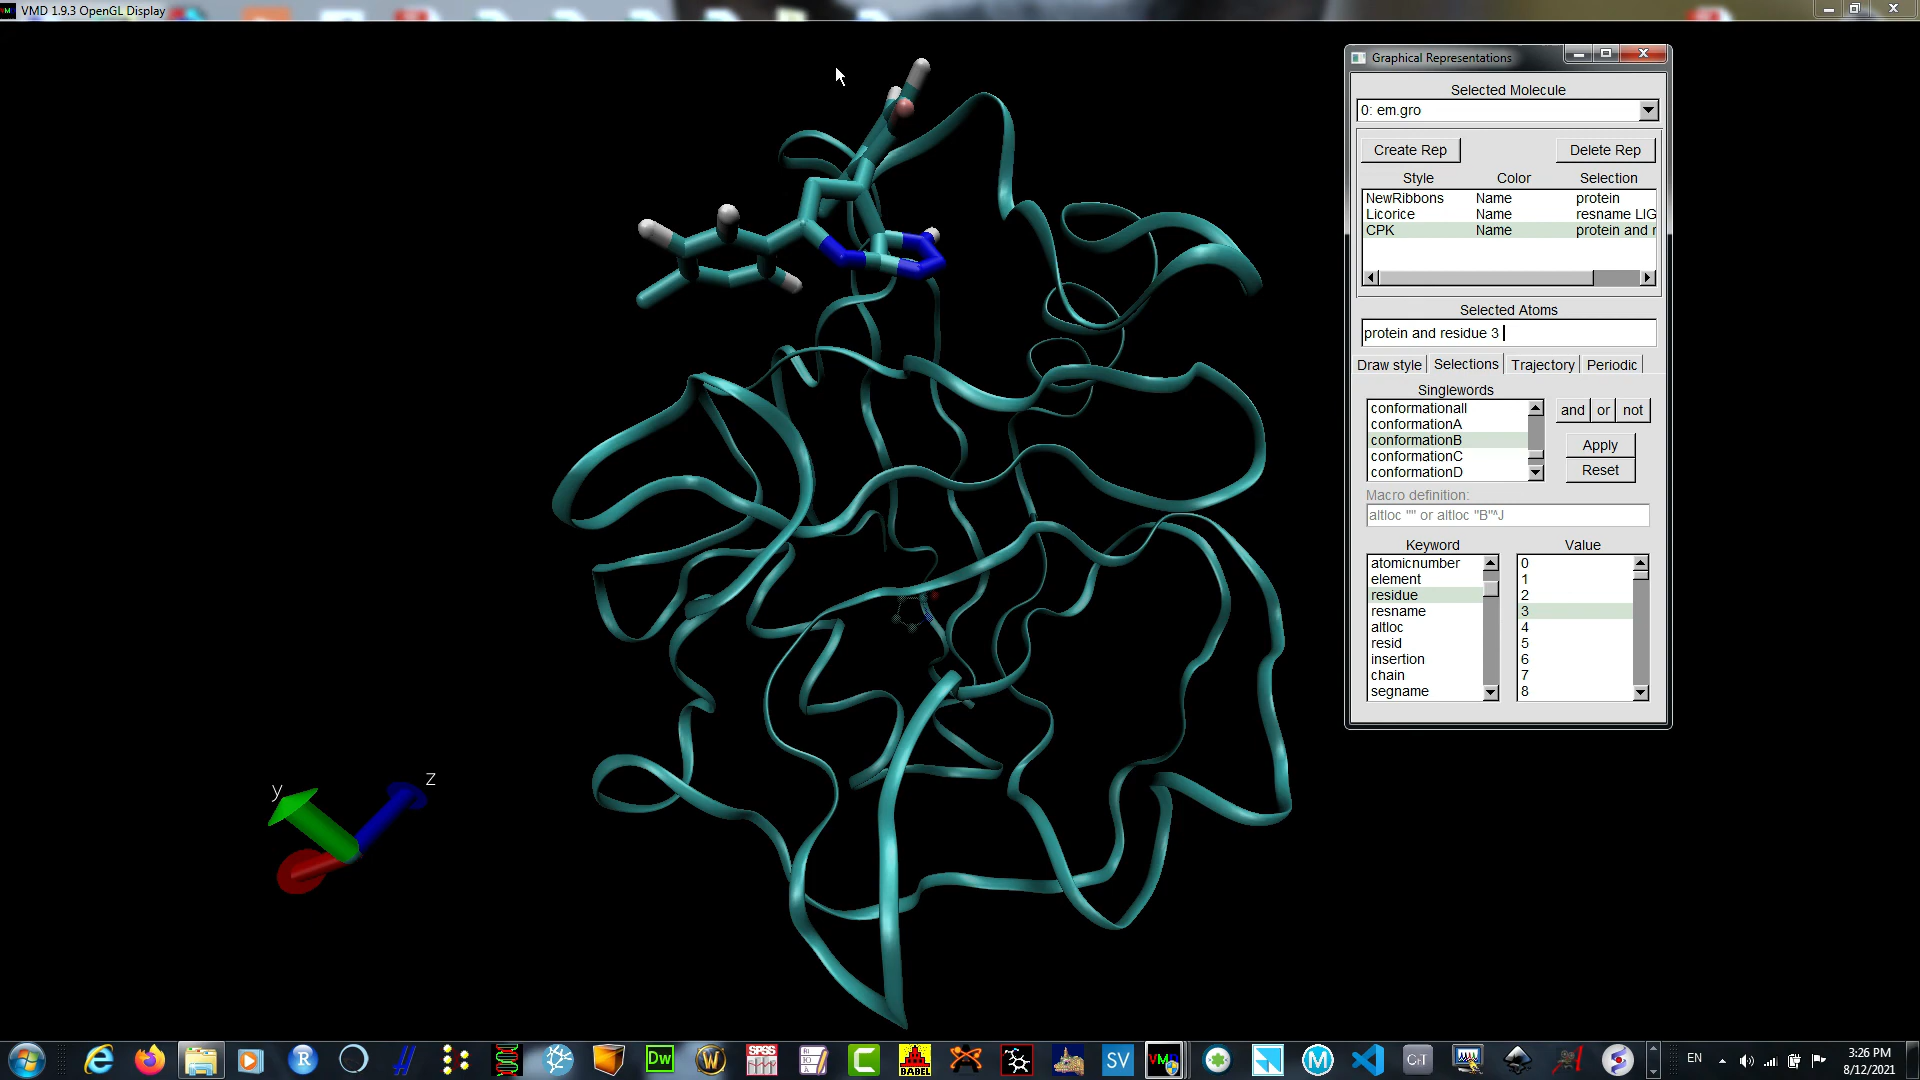 VMD 1.9.3 OpenGL Display
Graphical Representations
Selected Molecule
0: em.gro
Create Rep
Delete Rep
Style Color Selection
NewRibbons Name protein
Licorice Name resname LIG
CPK Name protein and r
Selected Atoms
protein and residue 3
Draw style Selections Trajectory Periodic
Singlewords
conformationall
conformationA
conformationB
conformationC
conformationD
and or not
Apply
Reset
Macro definition:
altloc "" or altloc "B"^J
Keyword
atomicnumber
element
residue
resname
altloc
resid
insertion
chain
segname
Value
0
1
2
3
4
5
6
7
8
y
z
R
Dw
W
SPSS
C
BABEL
SV
VMD
M
CrT
EN
3:26 PM
8/12/2021